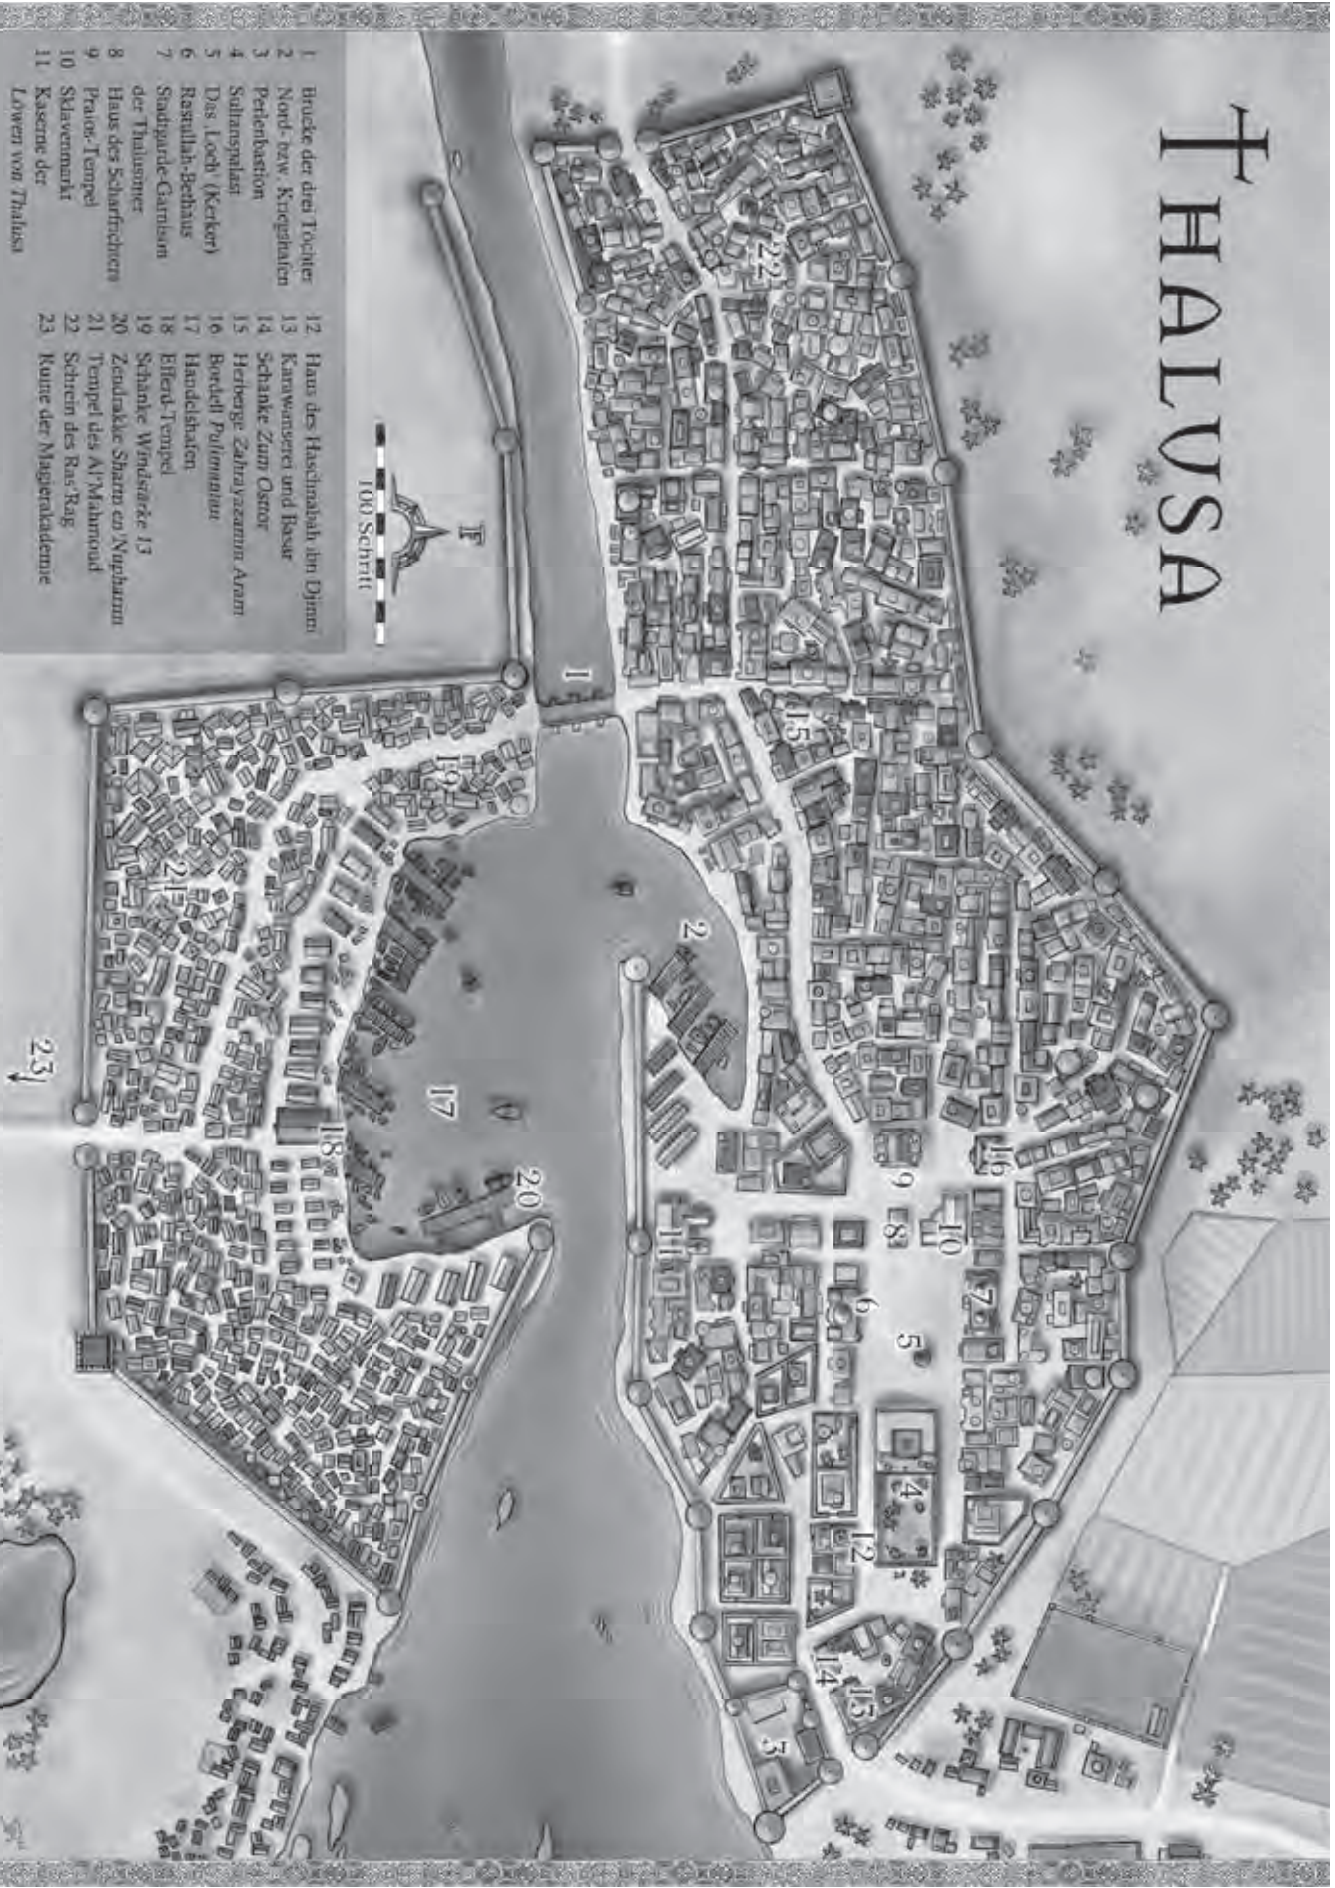 THALUSA
1 Brücke der drei Töchter
2 Nord- bzw. Kriegshafen
3 Perlenbastion
4 Sultanspalast
5 Das ‚Loch' (Kerker)
6 Rastullah-Bethaus
7 Stadtgarde-Garnison
der Thalusiner
8 Haus des Scharfrichters
9 Praios-Tempel
10 Sklavenmarkt
11 Kaserne der
Löwen von Thalusa
12 Haus des Haschnabah ibn Djinni
13 Karawanserei und Basar
14 Schänke Zum Osttor
15 Herberge Zahrayazamin Aram
16 Bordell
17 Handelshafen
18 Efferd-Tempel
19 Schänke Windstärke 13
20 Zendrakke Sharm en'Nupharim
21 Tempel des Al'Mahmoud
22 Schrein des Ras'Rag
23 Ruine der Magierakademie
100 Schritt
22
1
15
19
2
21
23
17
18
20
16
9
8
10
11
6
7
5
4
12
14
13
3